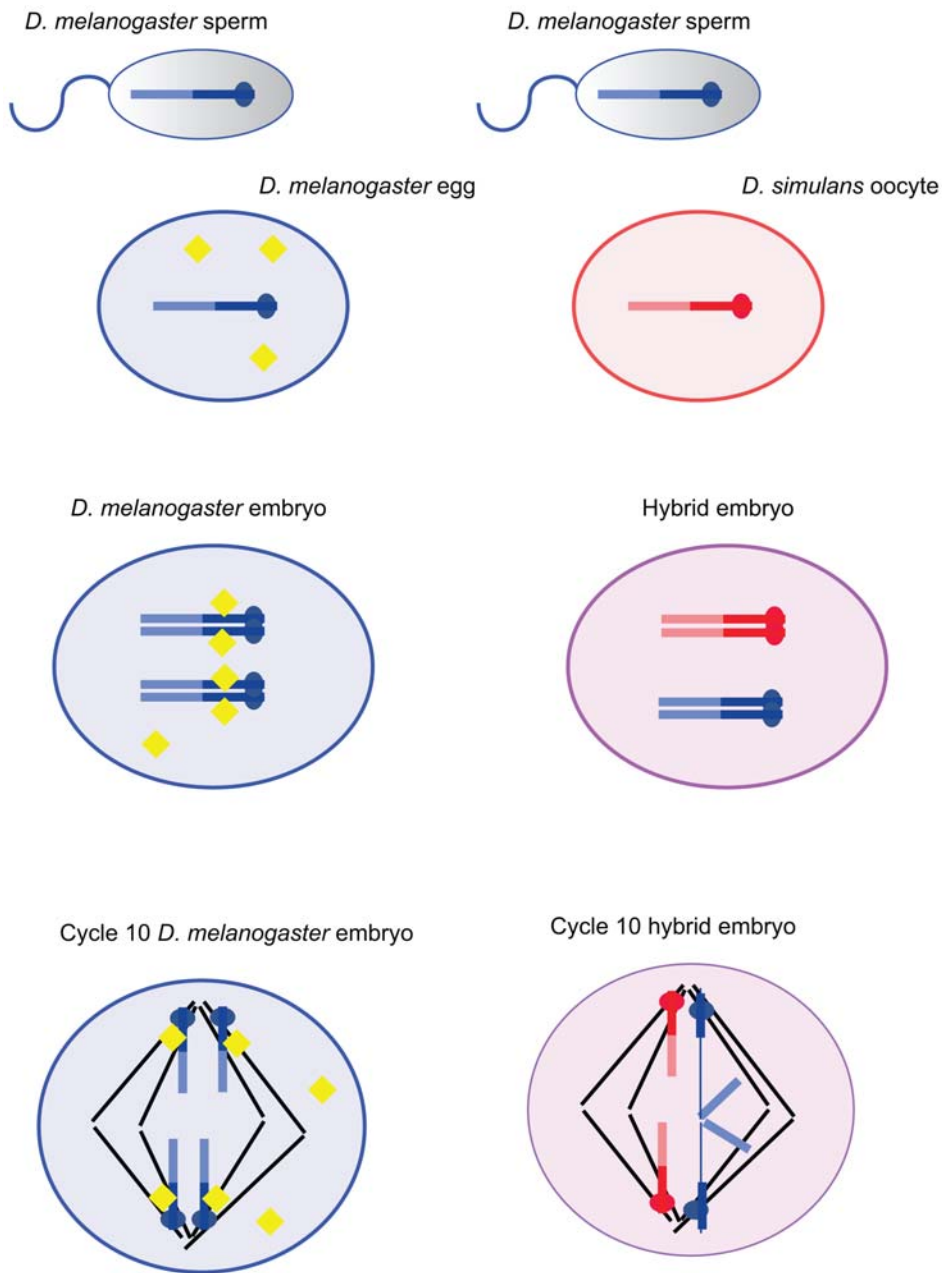 D. melanogaster sperm
D. melanogaster sperm
D. melanogaster egg
D. simulans oocyte
D. melanogaster embryo
Hybrid embryo
Cycle 10 D. melanogaster embryo
Cycle 10 hybrid embryo